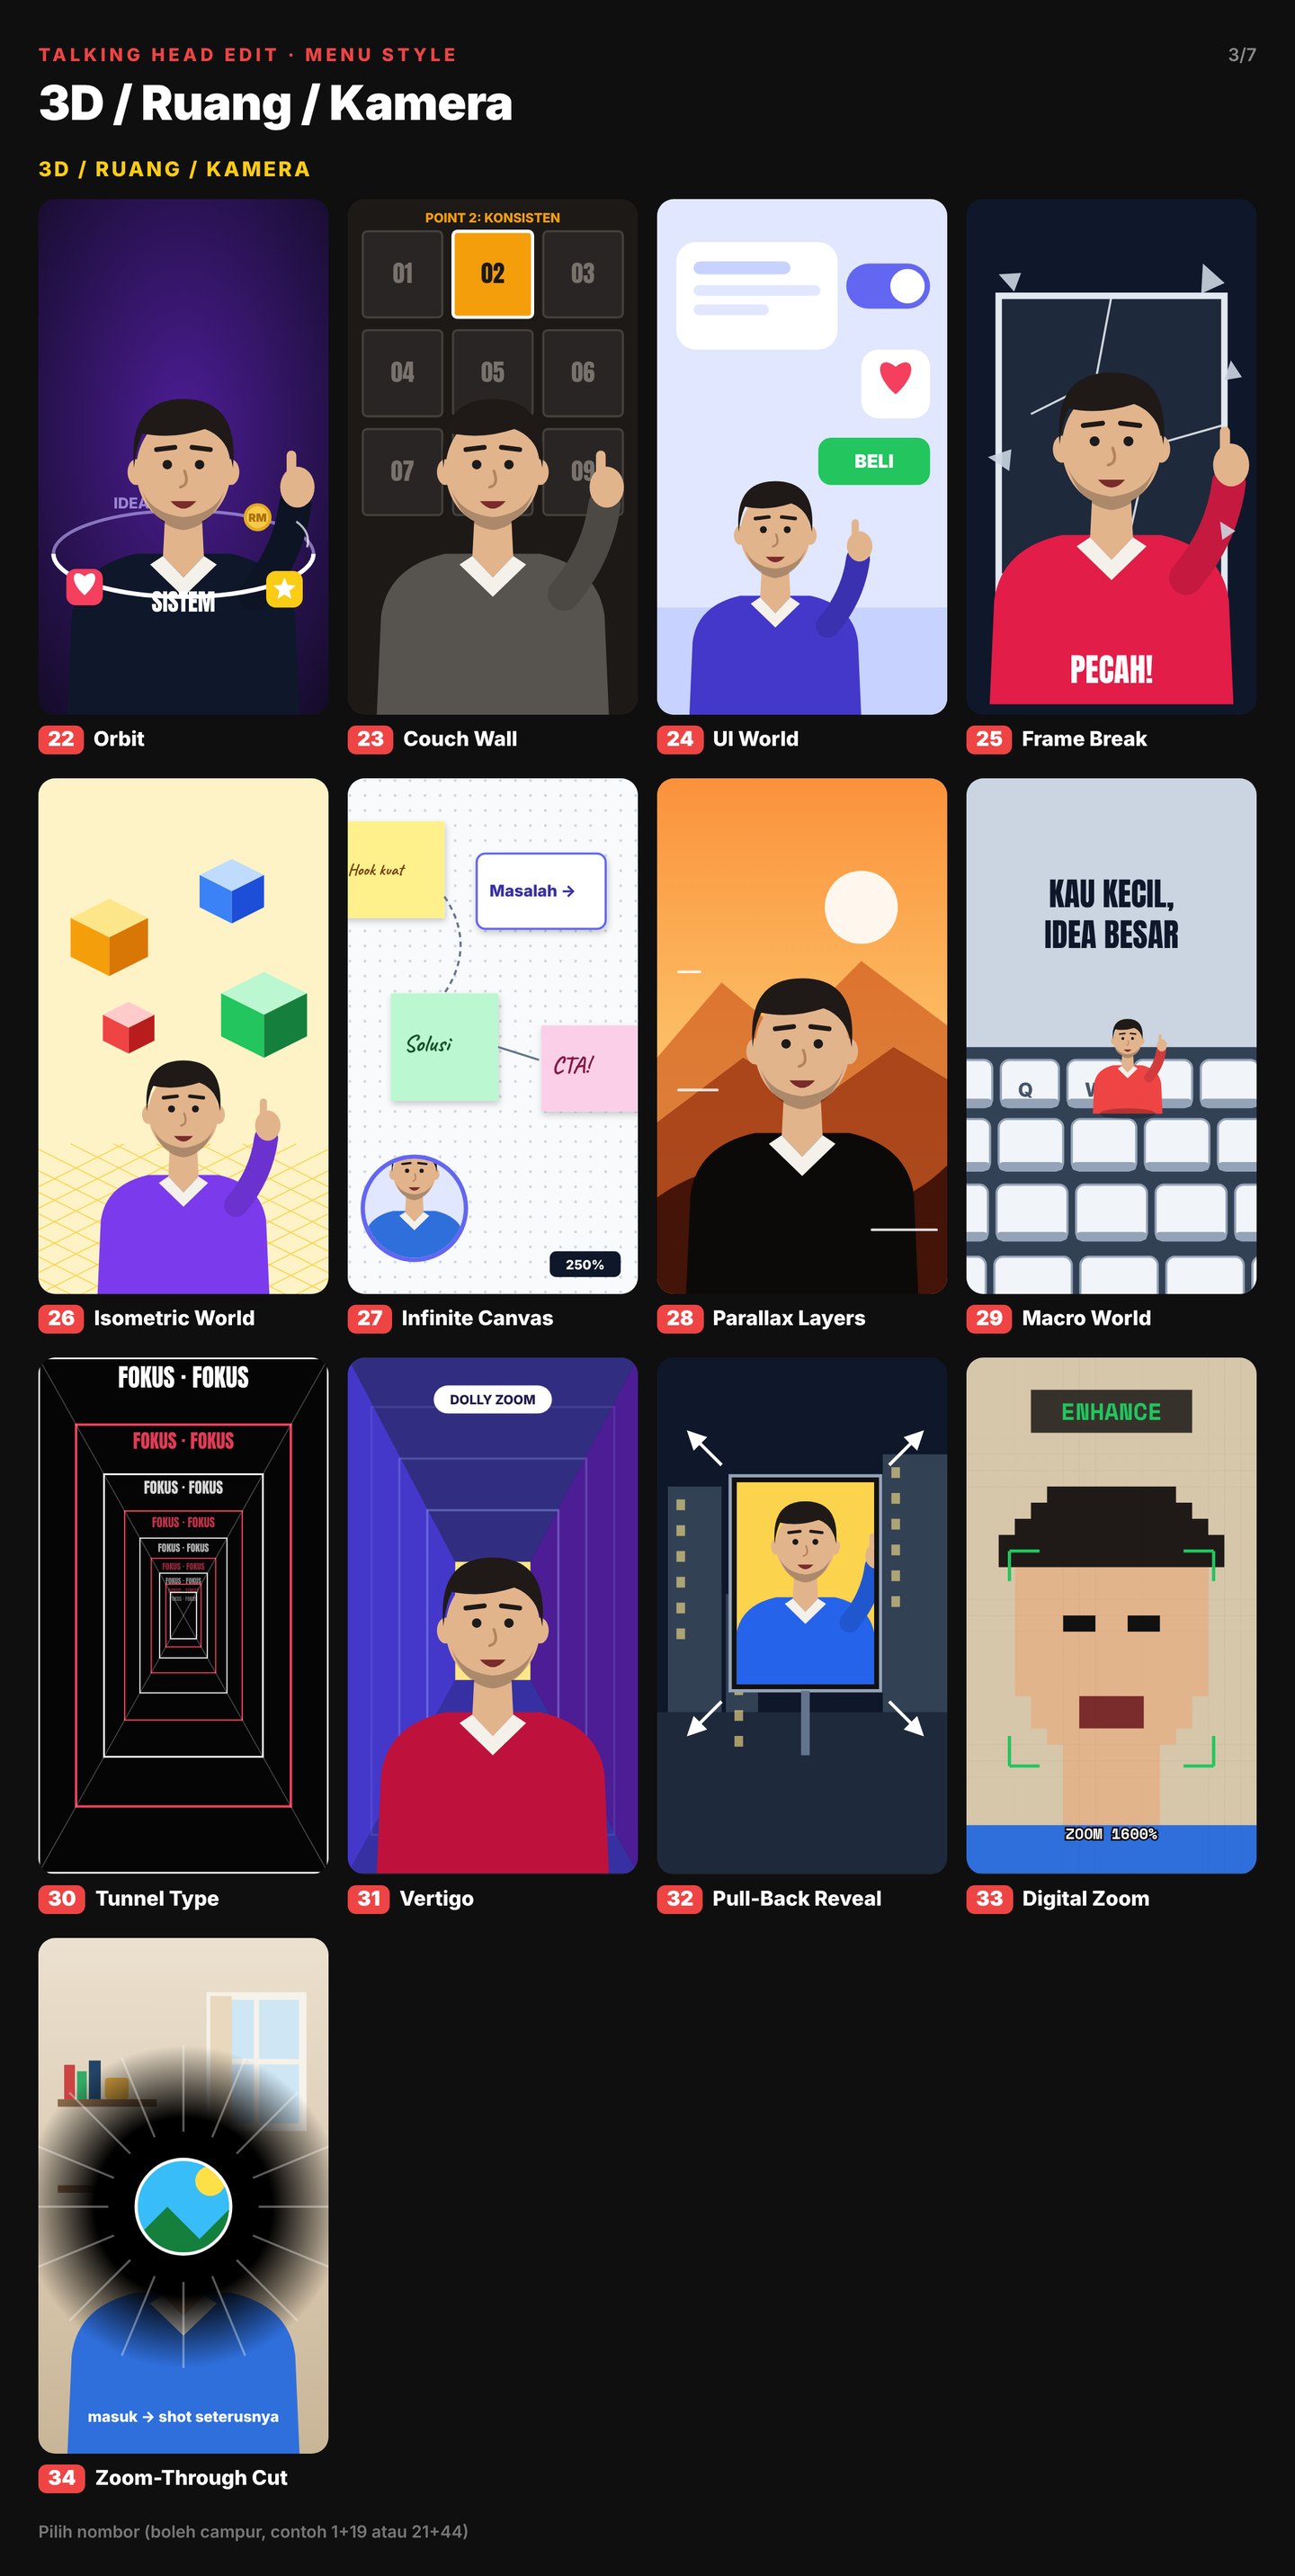 TALKING HEAD EDIT · MENU STYLE
3/7
3D / Ruang / Kamera
3D / RUANG / KAMERA
IDEA
RM
SISTEM
22 Orbit
POINT 2: KONSISTEN
01 02 03
04 05 06
07 09
23 Couch Wall
BELI
24 UI World
PECAH!
25 Frame Break
26 Isometric World
Hook kuat
Masalah →
Solusi
CTA!
250%
27 Infinite Canvas
28 Parallax Layers
KAU KECIL,
IDEA BESAR
Q
29 Macro World
FOKUS · FOKUS
FOKUS · FOKUS
FOKUS · FOKUS
FOKUS · FOKUS
FOKUS · FOKUS
FOKUS · FOKUS
FOKUS · FOKUS
30 Tunnel Type
DOLLY ZOOM
31 Vertigo
32 Pull-Back Reveal
ENHANCE
ZOOM 1600%
33 Digital Zoom
masuk → shot seterusnya
34 Zoom-Through Cut
Pilih nombor (boleh campur, contoh 1+19 atau 21+44)